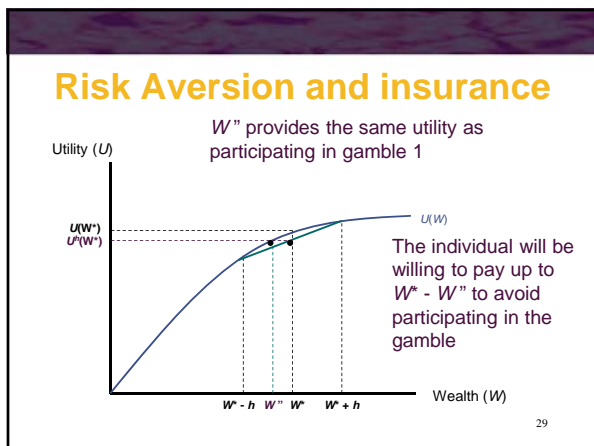 Risk Aversion and insurance
W" provides the same utility as
participating in gamble 1
Utility (U)
U(W*)
Uʰ(W*)
U(W)
The individual will be
willing to pay up to
W* - W" to avoid
participating in the
gamble
Wealth (W)
W* - h W" W* W* + h
29